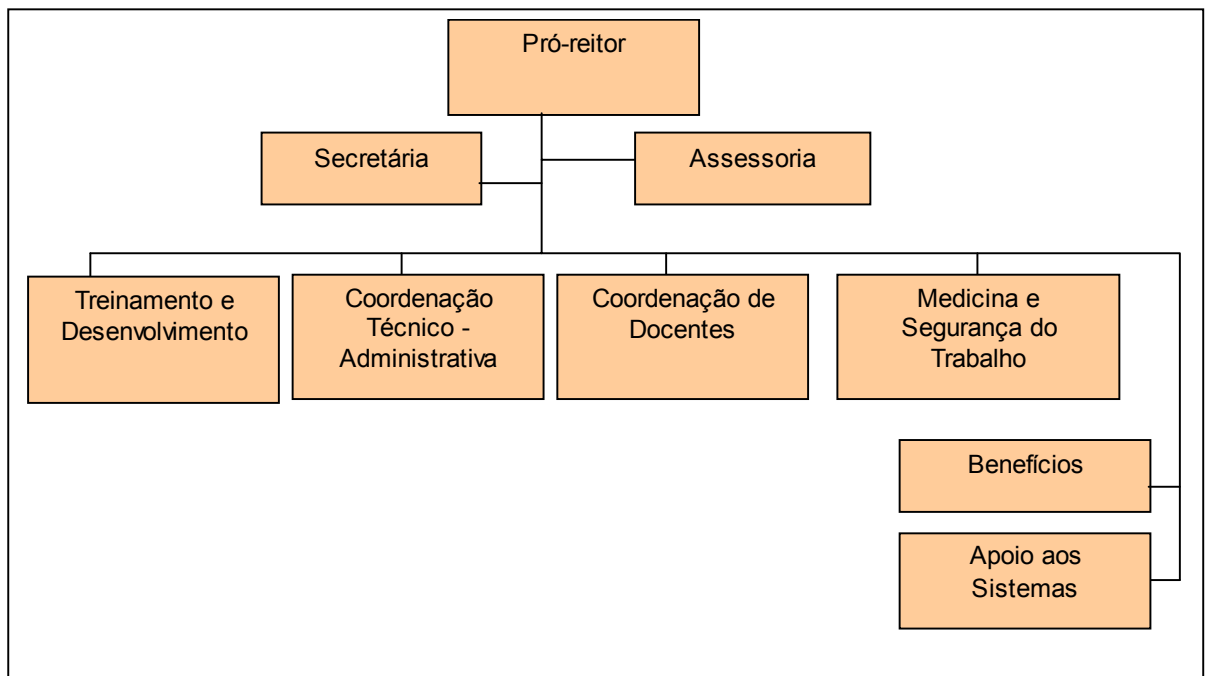 Pró-reitor
Secretária
Assessoria
Treinamento e
Desenvolvimento
Coordenação
Técnico -
Administrativa
Coordenação de
Docentes
Medicina e
Segurança do
Trabalho
Benefícios
Apoio aos
Sistemas